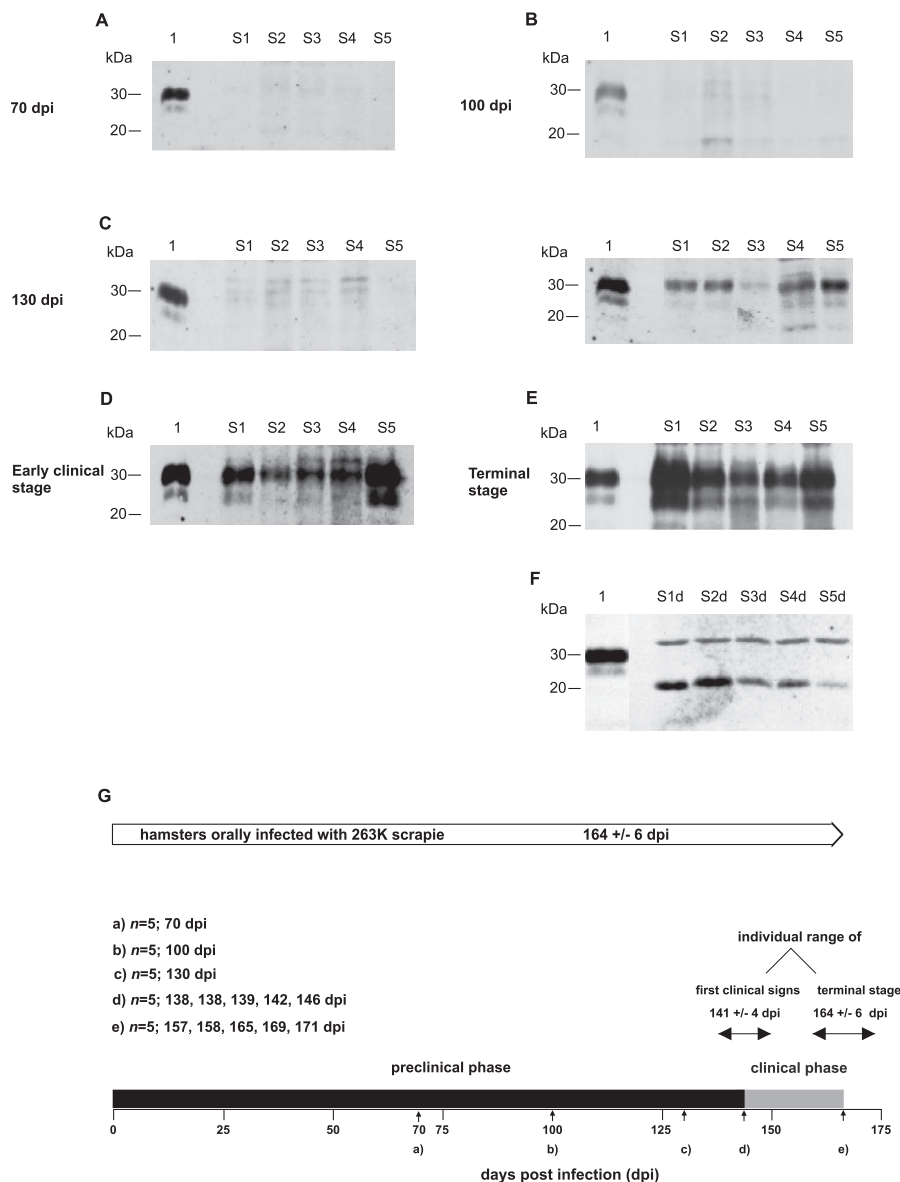 A
kDa
1 S1 S2 S3 S4 S5
70 dpi
30
20
B
kDa
1 S1 S2 S3 S4 S5
100 dpi
30
20
C
kDa
1 S1 S2 S3 S4 S5
130 dpi
30
20
kDa
1 S1 S2 S3 S4 S5
30
20
D
kDa
1 S1 S2 S3 S4 S5
Early clinical
stage
30
20
E
kDa
1 S1 S2 S3 S4 S5
Terminal
stage
30
20
F
kDa
1 S1d S2d S3d S4d S5d
30
20
G
hamsters orally infected with 263K scrapie 164 +/- 6 dpi
a) n=5; 70 dpi
b) n=5; 100 dpi
c) n=5; 130 dpi
d) n=5; 138, 138, 139, 142, 146 dpi
e) n=5; 157, 158, 165, 169, 171 dpi
individual range of
first clinical signs terminal stage
141 +/- 4 dpi 164 +/- 6 dpi
preclinical phase clinical phase
0 25 50 70 75 100 125 150 175
a) b) c) d) e)
days post infection (dpi)